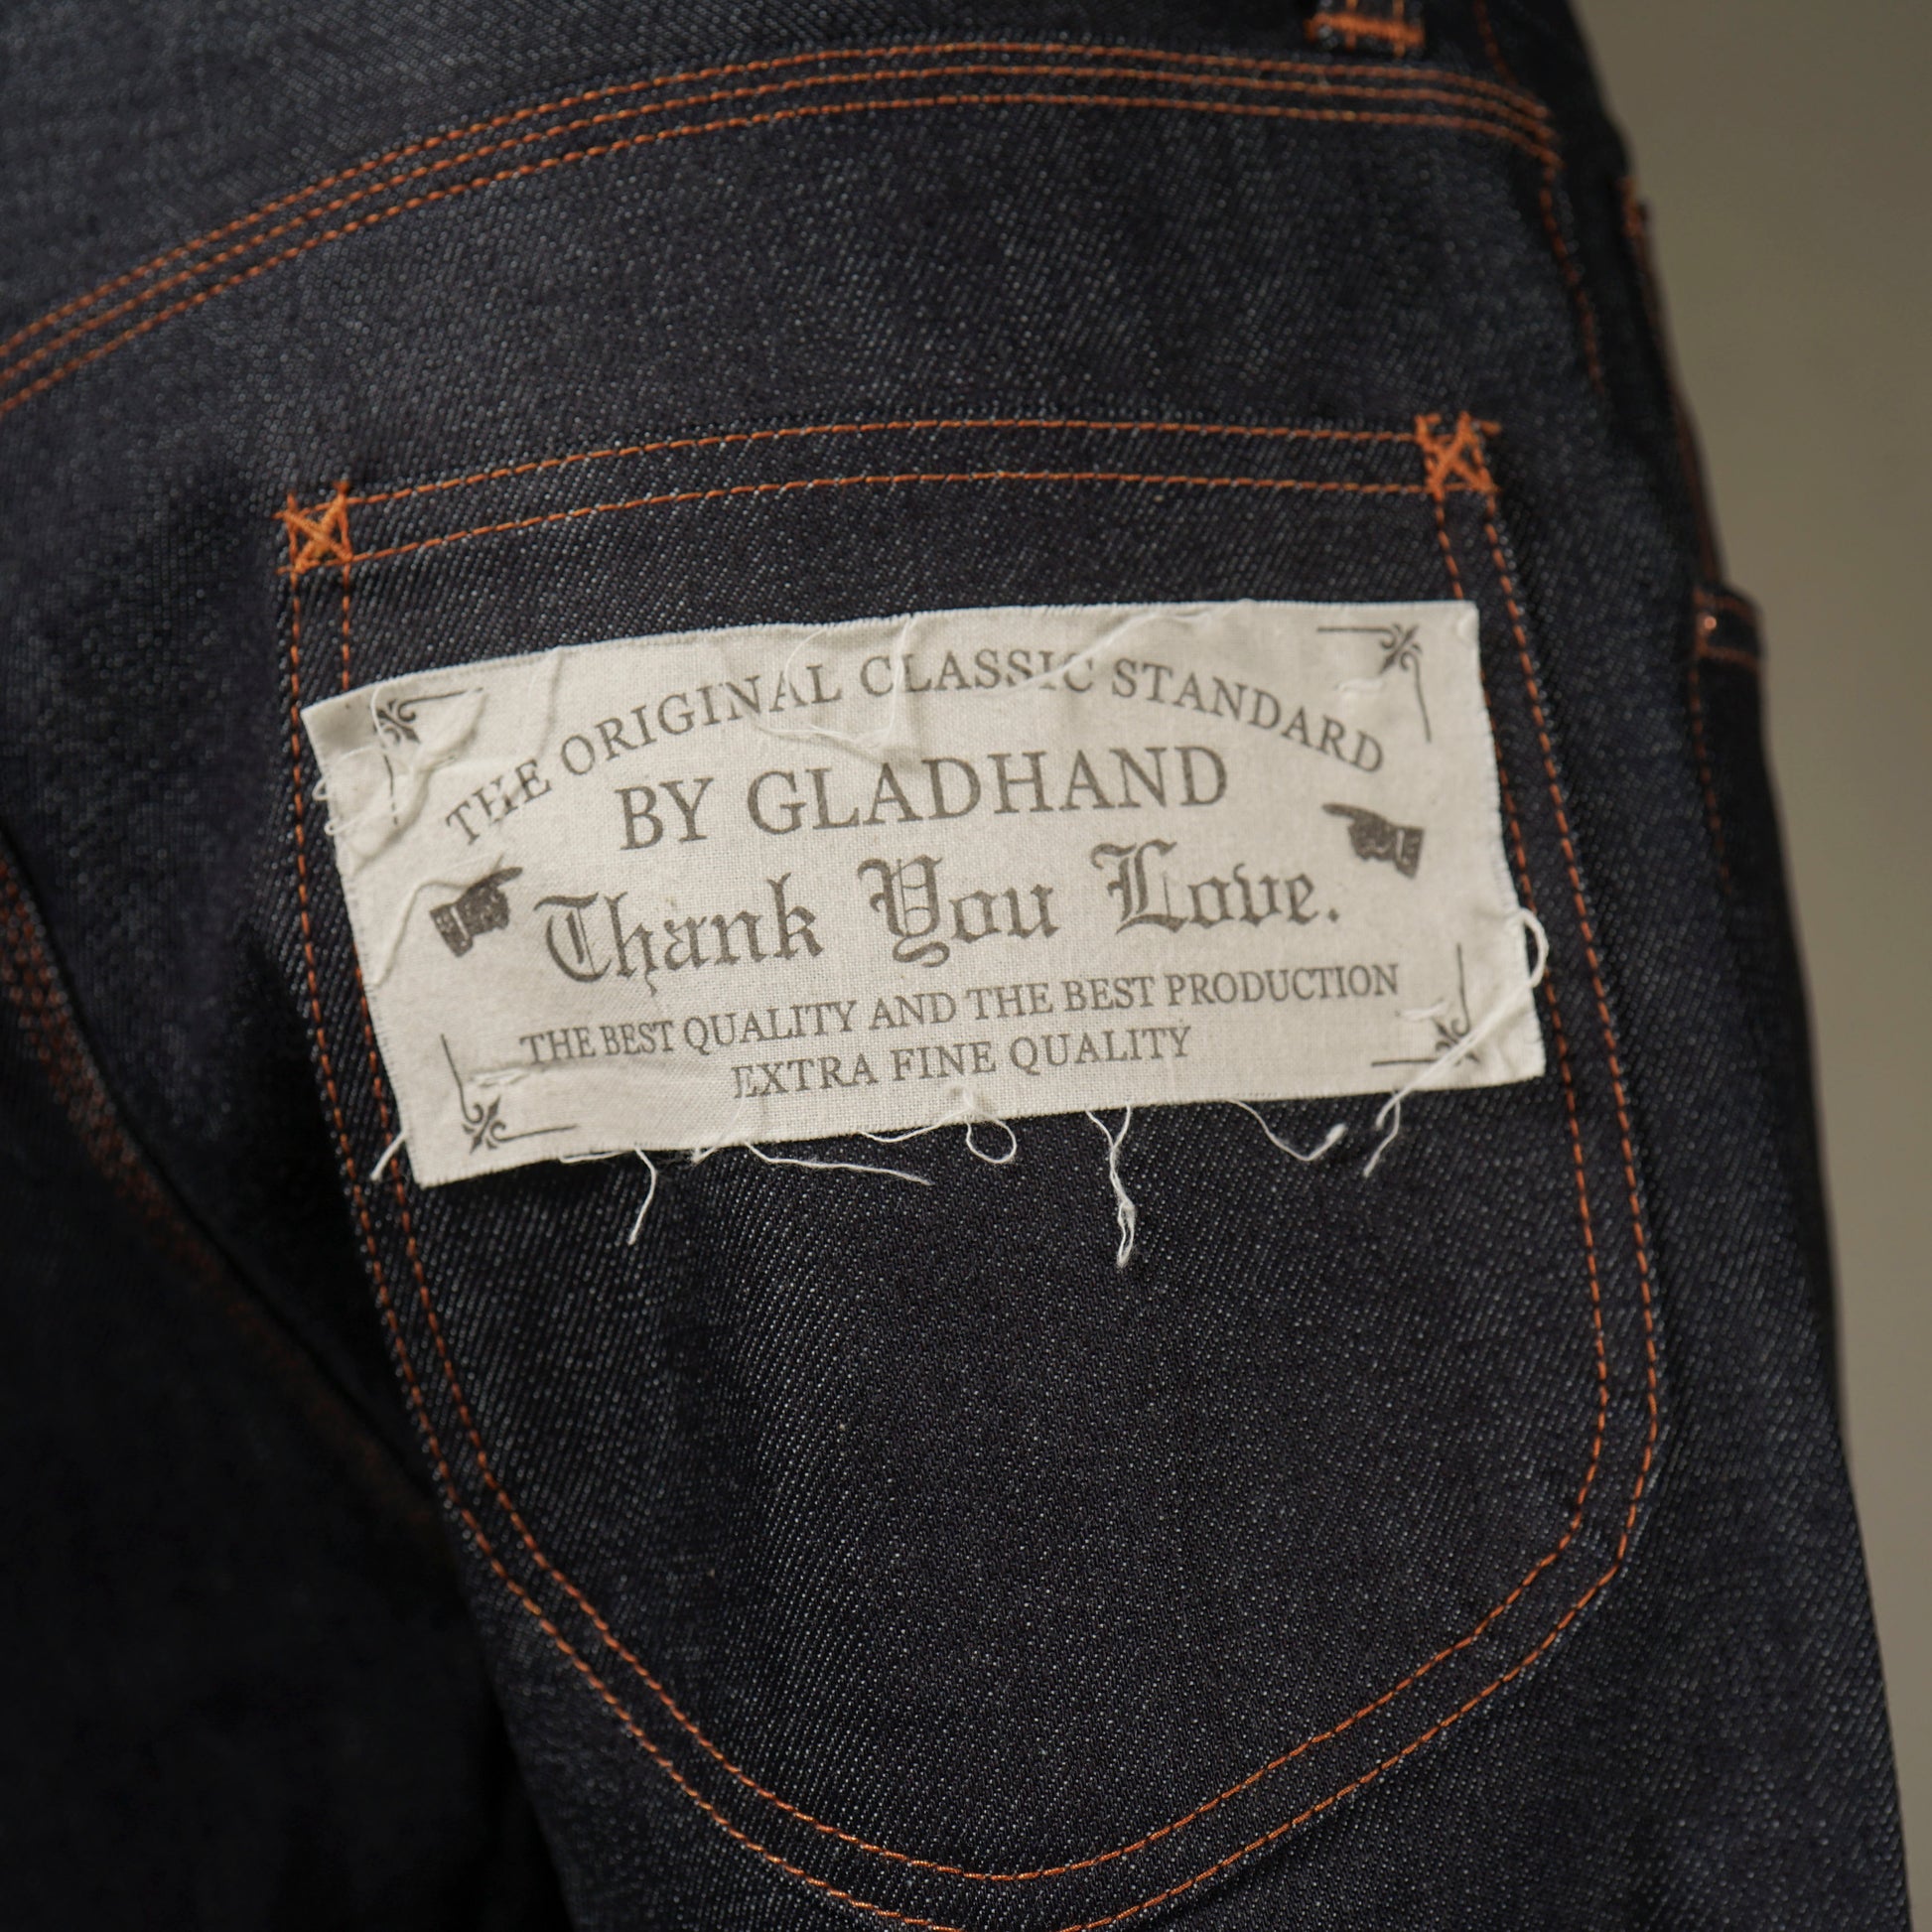 THE ORIGINAL CLASSIC STANDARD
BY GLADHAND
Thank You Love.
THE BEST QUALITY AND THE BEST PRODUCTION
EXTRA FINE QUALITY